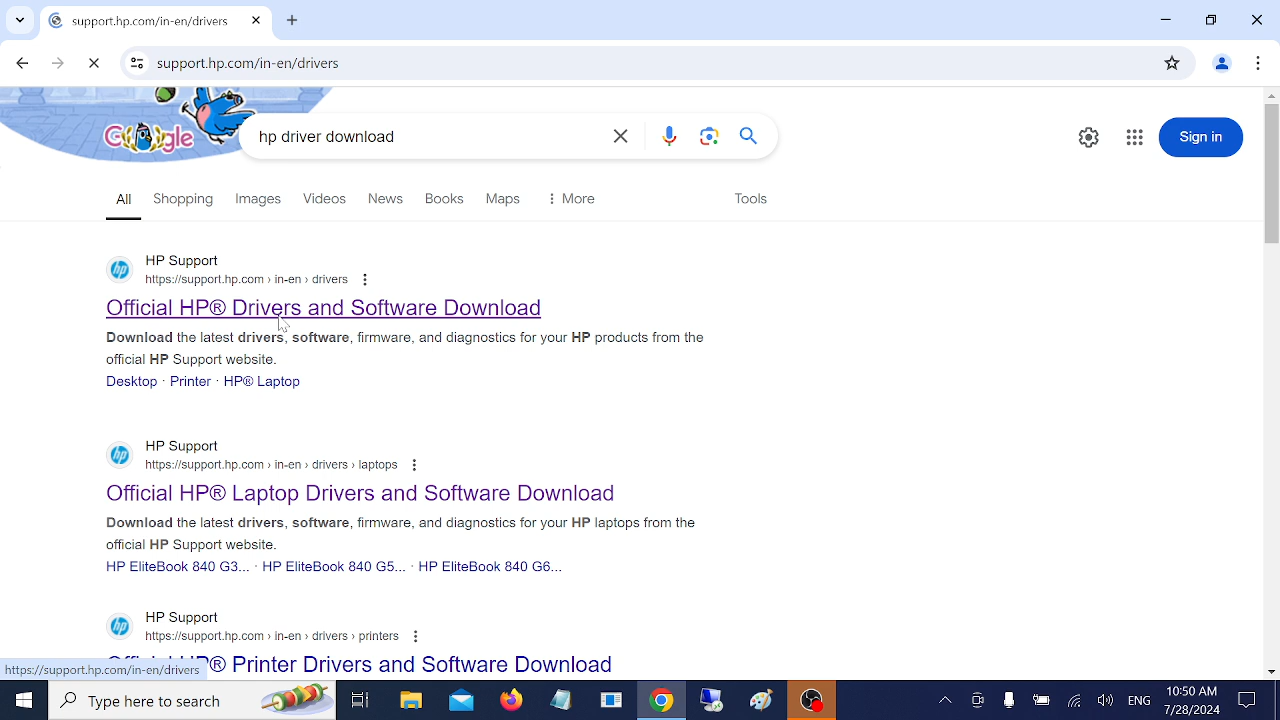 support.hp.com/in-en/drivers
support.hp.com/in-en/drivers
Google
hp driver download
Sign in
All Shopping Images Videos News Books Maps More Tools
hp
HP Support
https://support.hp.com › in-en › drivers
Official HP® Drivers and Software Download
Download the latest drivers, software, firmware, and diagnostics for your HP products from the
official HP Support website.
Desktop · Printer · HP® Laptop
hp
HP Support
https://support.hp.com › in-en › drivers › laptops
Official HP® Laptop Drivers and Software Download
Download the latest drivers, software, firmware, and diagnostics for your HP laptops from the
official HP Support website.
HP EliteBook 840 G3... · HP EliteBook 840 G5... · HP EliteBook 840 G6...
hp
HP Support
https://support.hp.com › in-en › drivers › printers
Official HP® Printer Drivers and Software Download
https://support.hp.com/in-en/drivers
Type here to search
ENG
10:50 AM
7/28/2024